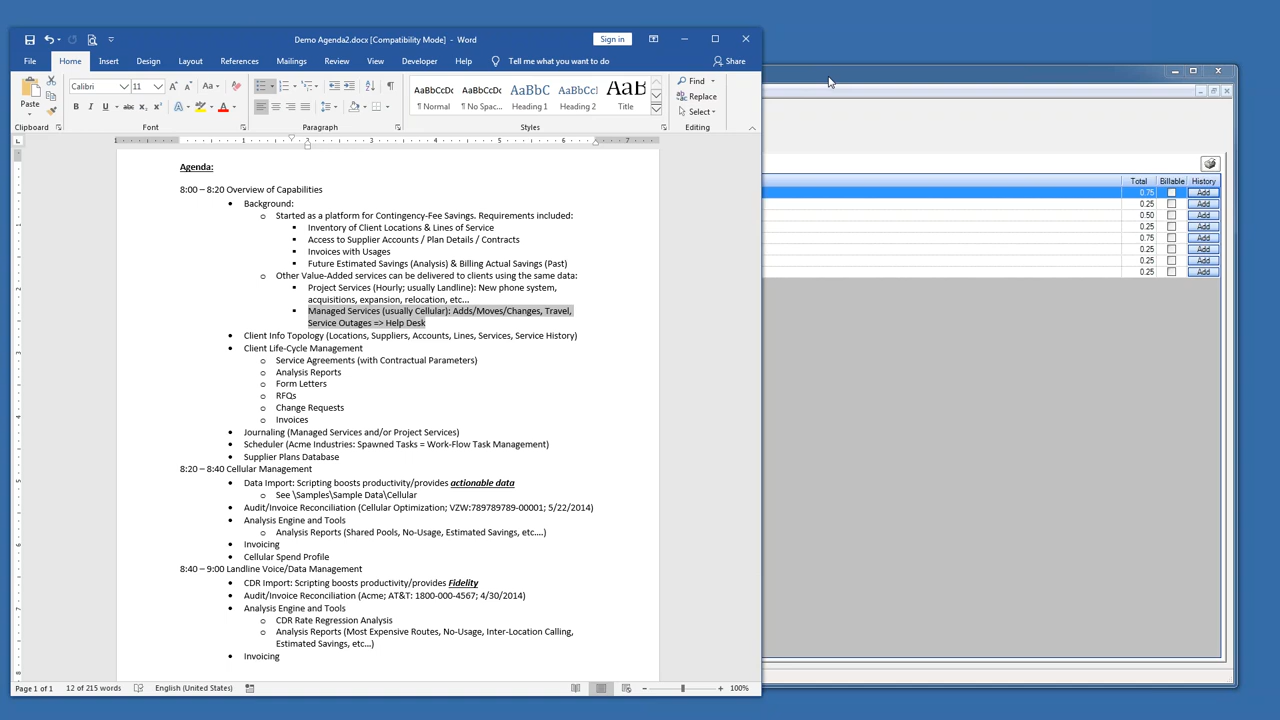 Demo Agenda2.docx [Compatibility Mode] - Word
Sign in
File Home Insert Design Layout References Mailings Review View Developer Help Tell me what you want to do Share
Paste
Calibri 11
Clipboard Font Paragraph Styles Editing
AaBbCcDc AaBbCcDc AaBbC AaBbCcI AaB
¶ Normal ¶ No Spac... Heading 1 Heading 2 Title
Find
Replace
Select
Agenda:
8:00 – 8:20 Overview of Capabilities
• Background:
o Started as a platform for Contingency-Fee Savings. Requirements included:
▪ Inventory of Client Locations & Lines of Service
▪ Access to Supplier Accounts / Plan Details / Contracts
▪ Invoices with Usages
▪ Future Estimated Savings (Analysis) & Billing Actual Savings (Past)
o Other Value-Added services can be delivered to clients using the same data:
▪ Project Services (Hourly; usually Landline): New phone system,
acquisitions, expansion, relocation, etc...
▪ Managed Services (usually Cellular): Adds/Moves/Changes, Travel,
Service Outages => Help Desk
• Client Info Topology (Locations, Suppliers, Accounts, Lines, Services, Service History)
• Client Life-Cycle Management
o Service Agreements (with Contractual Parameters)
o Analysis Reports
o Form Letters
o RFQs
o Change Requests
o Invoices
• Journaling (Managed Services and/or Project Services)
• Scheduler (Acme Industries: Spawned Tasks = Work-Flow Task Management)
• Supplier Plans Database
8:20 – 8:40 Cellular Management
• Data Import: Scripting boosts productivity/provides actionable data
o See \Samples\Sample Data\Cellular
• Audit/Invoice Reconciliation (Cellular Optimization; VZW:789789789-00001; 5/22/2014)
• Analysis Engine and Tools
o Analysis Reports (Shared Pools, No-Usage, Estimated Savings, etc....)
• Invoicing
• Cellular Spend Profile
8:40 – 9:00 Landline Voice/Data Management
• CDR Import: Scripting boosts productivity/provides Fidelity
• Audit/Invoice Reconciliation (Acme; AT&T: 1800-000-4567; 4/30/2014)
• Analysis Engine and Tools
o CDR Rate Regression Analysis
o Analysis Reports (Most Expensive Routes, No-Usage, Inter-Location Calling,
Estimated Savings, etc...)
• Invoicing
Page 1 of 1 12 of 215 words English (United States) 100%
Total Billable History
0.75 Add
0.25 Add
0.50 Add
Add
0.75 Add
0.25 Add
0.25 Add
0.25 Add